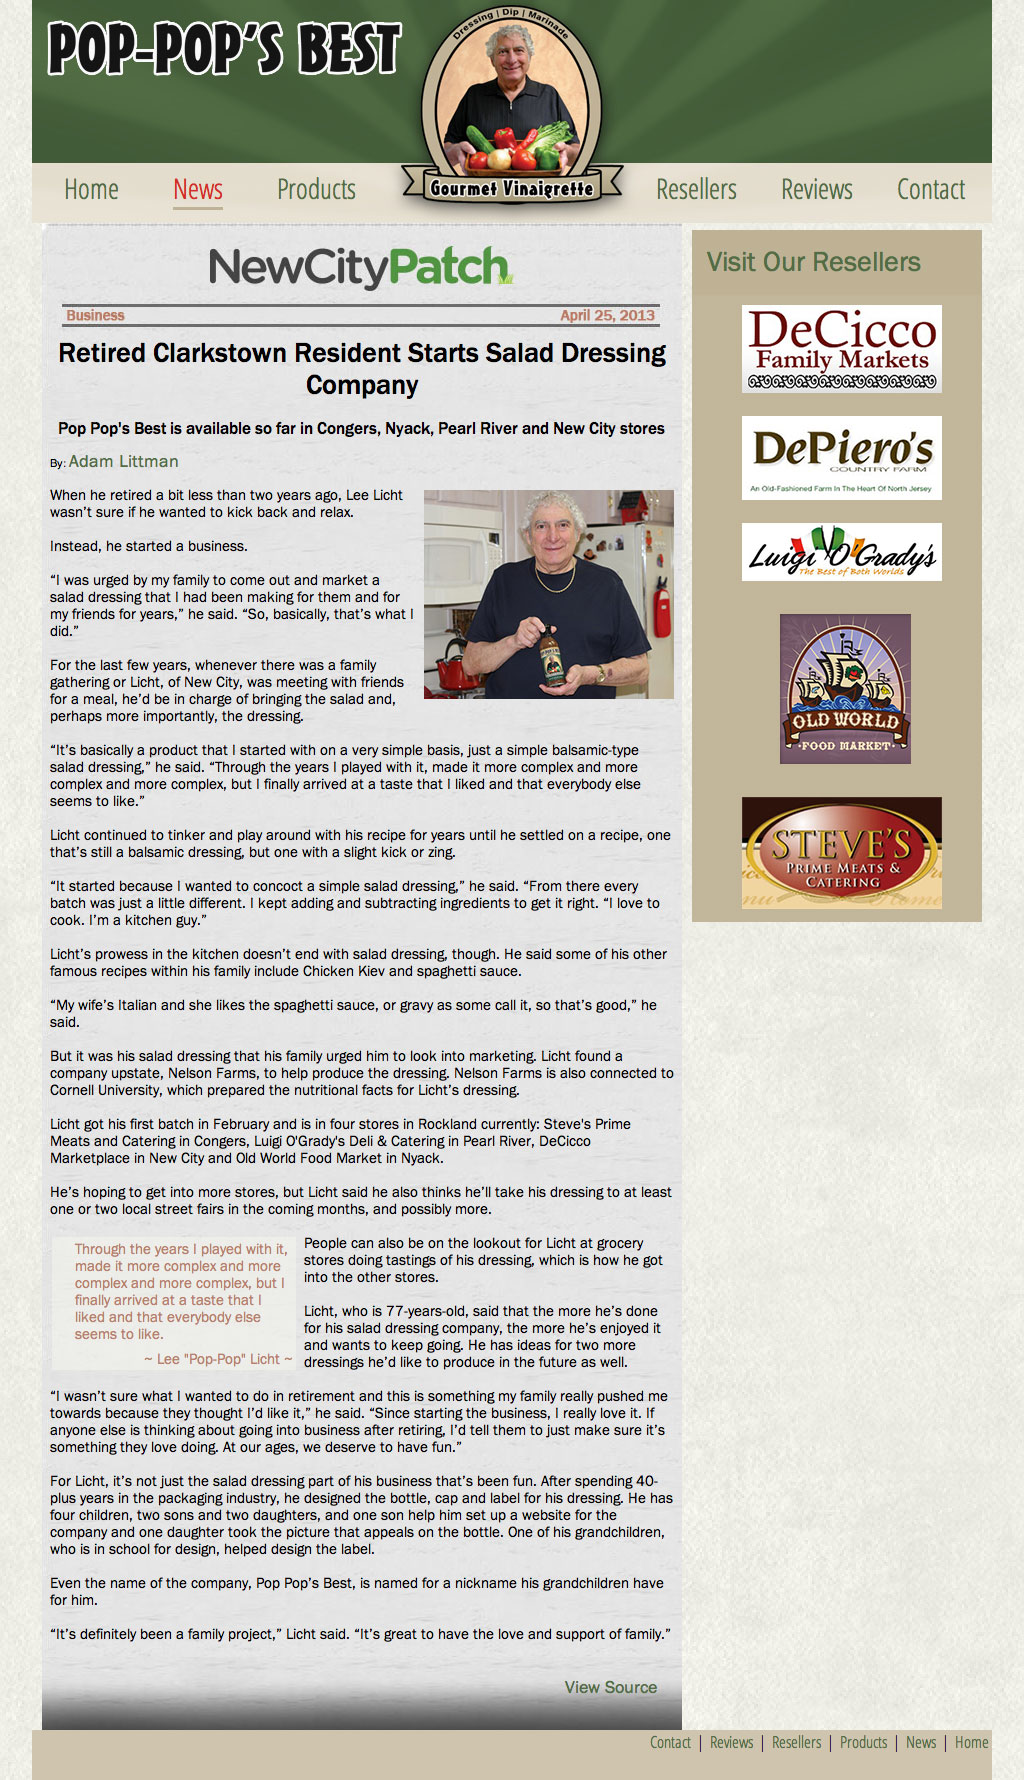 POP-POP'S BEST
Dressing | Dip | Marinade
Gourmet Vinaigrette
Home
News
Products
Resellers
Reviews
Contact
NewCityPatch
Business
April 25, 2013
Retired Clarkstown Resident Starts Salad Dressing
Company
Pop Pop's Best is available so far in Congers, Nyack, Pearl River and New City stores
By: Adam Littman
When he retired a bit less than two years ago, Lee Licht
wasn’t sure if he wanted to kick back and relax.
Instead, he started a business.
“I was urged by my family to come out and market a
salad dressing that I had been making for them and for
my friends for years,” he said. “So, basically, that’s what I
did.”
For the last few years, whenever there was a family
gathering or Licht, of New City, was meeting with friends
for a meal, he’d be in charge of bringing the salad and,
perhaps more importantly, the dressing.
“It’s basically a product that I started with on a very simple basis, just a simple balsamic-type
salad dressing,” he said. “Through the years I played with it, made it more complex and more
complex and more complex, but I finally arrived at a taste that I liked and that everybody else
seems to like.”
Licht continued to tinker and play around with his recipe for years until he settled on a recipe, one
that’s still a balsamic dressing, but one with a slight kick or zing.
“It started because I wanted to concoct a simple salad dressing,” he said. “From there every
batch was just a little different. I kept adding and subtracting ingredients to get it right. “I love to
cook. I’m a kitchen guy.”
Licht’s prowess in the kitchen doesn’t end with salad dressing, though. He said some of his other
famous recipes within his family include Chicken Kiev and spaghetti sauce.
“My wife’s Italian and she likes the spaghetti sauce, or gravy as some call it, so that’s good,” he
said.
But it was his salad dressing that his family urged him to look into marketing. Licht found a
company upstate, Nelson Farms, to help produce the dressing. Nelson Farms is also connected to
Cornell University, which prepared the nutritional facts for Licht’s dressing.
Licht got his first batch in February and is in four stores in Rockland currently: Steve's Prime
Meats and Catering in Congers, Luigi O'Grady's Deli & Catering in Pearl River, DeCicco
Marketplace in New City and Old World Food Market in Nyack.
He’s hoping to get into more stores, but Licht said he also thinks he’ll take his dressing to at least
one or two local street fairs in the coming months, and possibly more.
Through the years I played with it,
made it more complex and more
complex and more complex, but I
finally arrived at a taste that I
liked and that everybody else
seems to like.
~ Lee "Pop-Pop" Licht ~
People can also be on the lookout for Licht at grocery
stores doing tastings of his dressing, which is how he got
into the other stores.
Licht, who is 77-years-old, said that the more he’s done
for his salad dressing company, the more he’s enjoyed it
and wants to keep going. He has ideas for two more
dressings he’d like to produce in the future as well.
“I wasn’t sure what I wanted to do in retirement and this is something my family really pushed me
towards because they thought I’d like it,” he said. “Since starting the business, I really love it. If
anyone else is thinking about going into business after retiring, I’d tell them to just make sure it’s
something they love doing. At our ages, we deserve to have fun.”
For Licht, it’s not just the salad dressing part of his business that’s been fun. After spending 40-
plus years in the packaging industry, he designed the bottle, cap and label for his dressing. He has
four children, two sons and two daughters, and one son help him set up a website for the
company and one daughter took the picture that appeals on the bottle. One of his grandchildren,
who is in school for design, helped design the label.
Even the name of the company, Pop Pop’s Best, is named for a nickname his grandchildren have
for him.
“It’s definitely been a family project,” Licht said. “It’s great to have the love and support of family.”
View Source
Visit Our Resellers
DeCicco
Family Markets
DePiero's
COUNTRY FARM
An Old-Fashioned Farm In The Heart Of North Jersey
Luigi O'Grady's
The Best of Both Worlds
OLD WORLD
·FOOD MARKET·
STEVE'S
PRIME MEATS &
CATERING
Contact | Reviews | Resellers | Products | News | Home